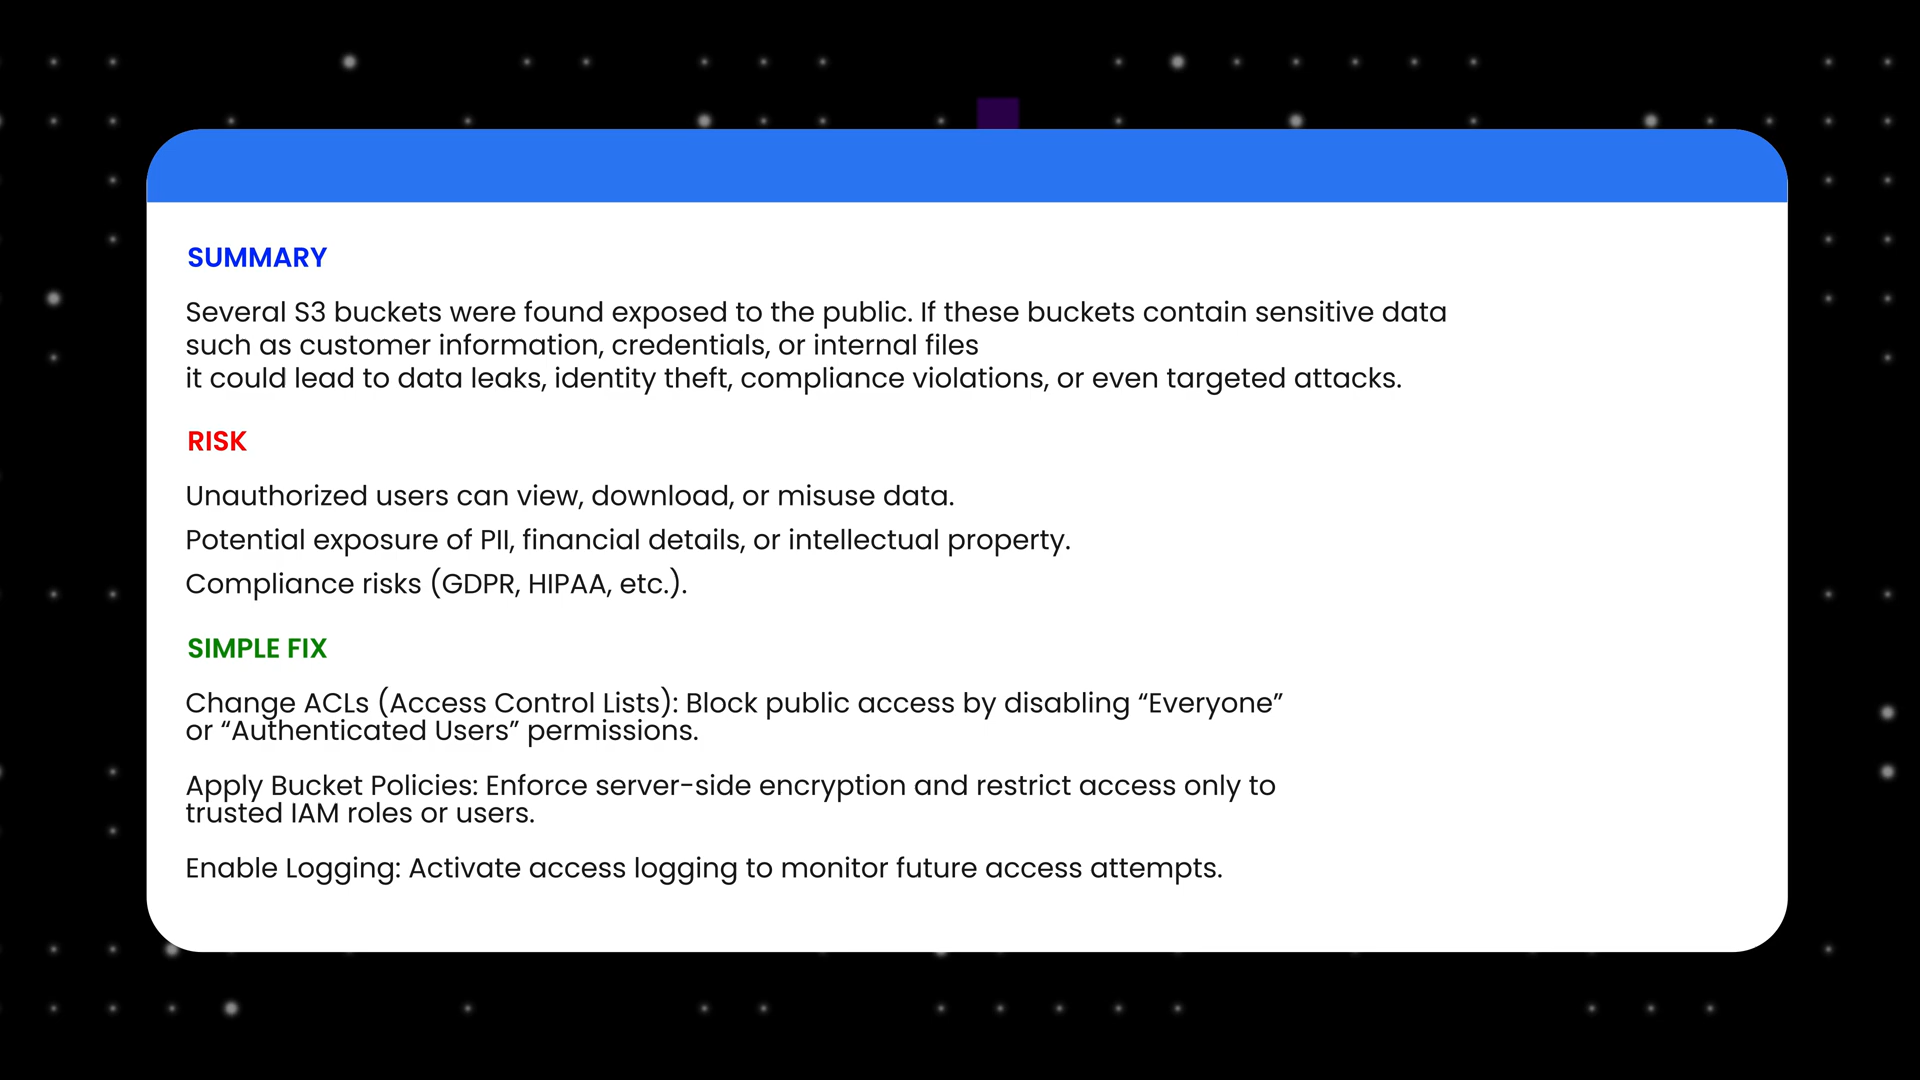 SUMMARY
Several S3 buckets were found exposed to the public. If these buckets contain sensitive data
such as customer information, credentials, or internal files
it could lead to data leaks, identity theft, compliance violations, or even targeted attacks.
RISK
Unauthorized users can view, download, or misuse data.
Potential exposure of PII, financial details, or intellectual property.
Compliance risks (GDPR, HIPAA, etc.).
SIMPLE FIX
Change ACLs (Access Control Lists): Block public access by disabling “Everyone”
or “Authenticated Users” permissions.
Apply Bucket Policies: Enforce server-side encryption and restrict access only to
trusted IAM roles or users.
Enable Logging: Activate access logging to monitor future access attempts.